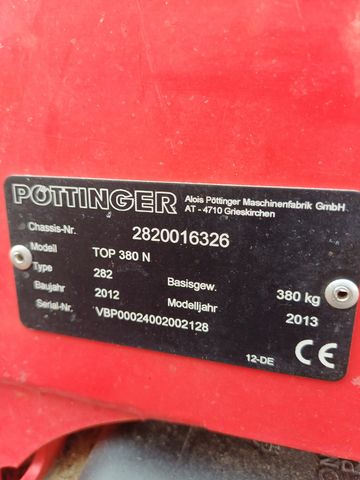 PÖTTINGER Alois Pöttinger Maschinenfabrik GmbH
AT - 4710 Grieskirchen
Chassis-Nr. 2820016326
Modell TOP 380 N
Type 282 Basisgew. 380 kg
Baujahr 2012 Modelljahr 2013
Serial-Nr. VBP00024002002128
12-DE CE